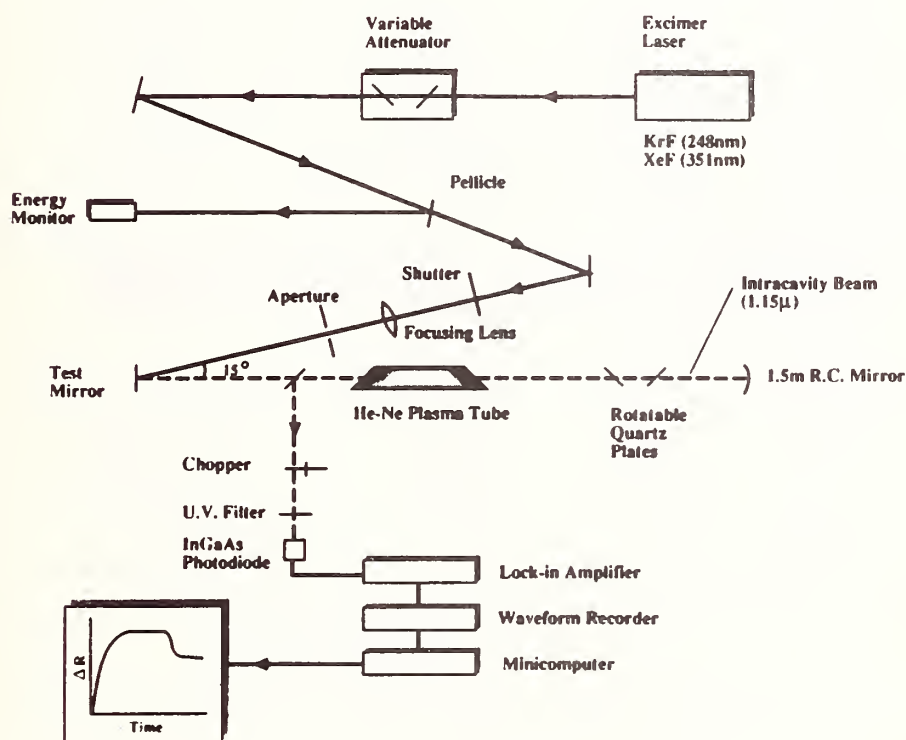 Variable
Attenuator
Excimer
Laser
KrF (248nm)
XeF (351nm)
Pellicle
Energy
Monitor
Shutter
Aperture
Intracavity Beam
(1.15μ)
Focusing Lens
Test
Mirror
15°
1.5m R.C. Mirror
He-Ne Plasma Tube
Rotatable
Quartz
Plates
Chopper
U.V. Filter
InGaAs
Photodiode
Lock-in Amplifier
Waveform Recorder
Minicomputer
ΔR
Time